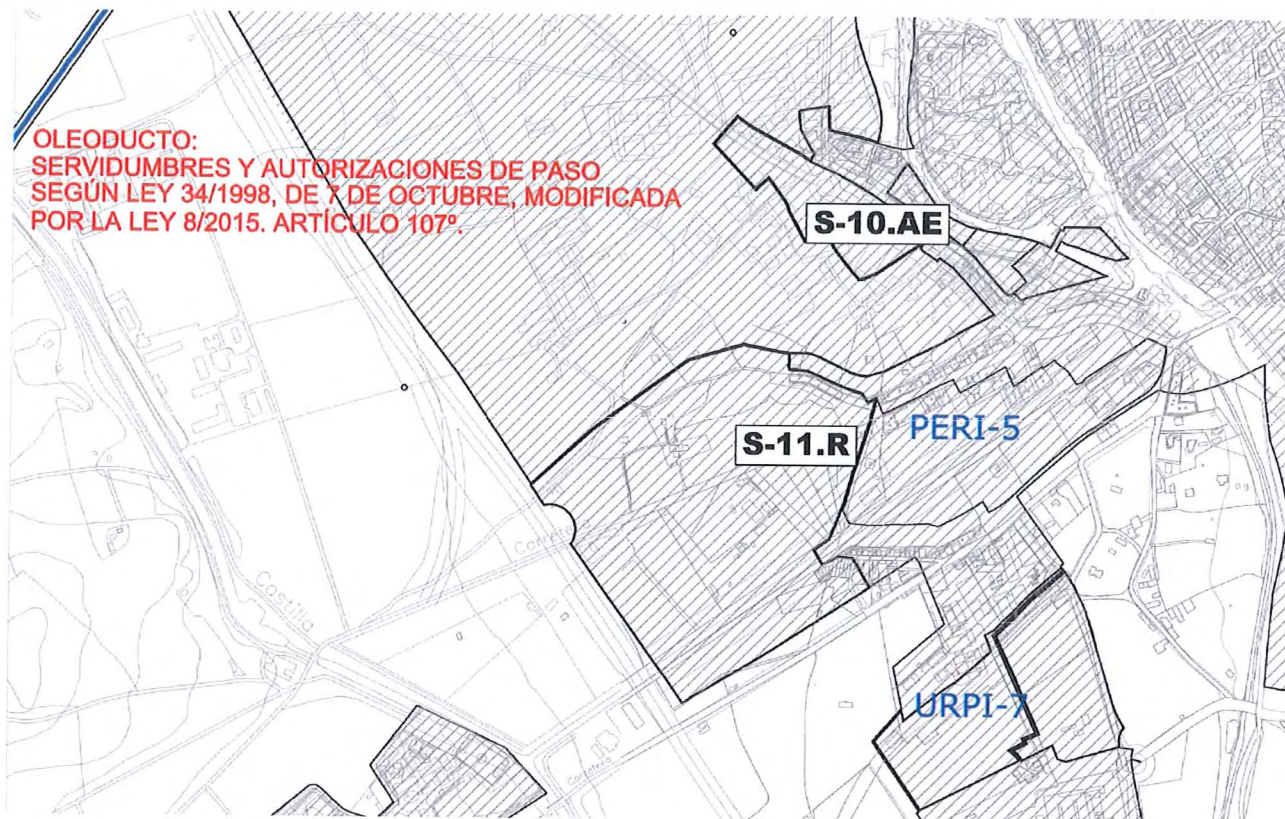 OLEODUCTO:
SERVIDUMBRES Y AUTORIZACIONES DE PASO
SEGÚN LEY 34/1998, DE 7 DE OCTUBRE, MODIFICADA
POR LA LEY 8/2015. ARTÍCULO 107º.
S-10.AE
PERI-5
S-11.R
Carretera
Castilla
URPI-7
Carretera